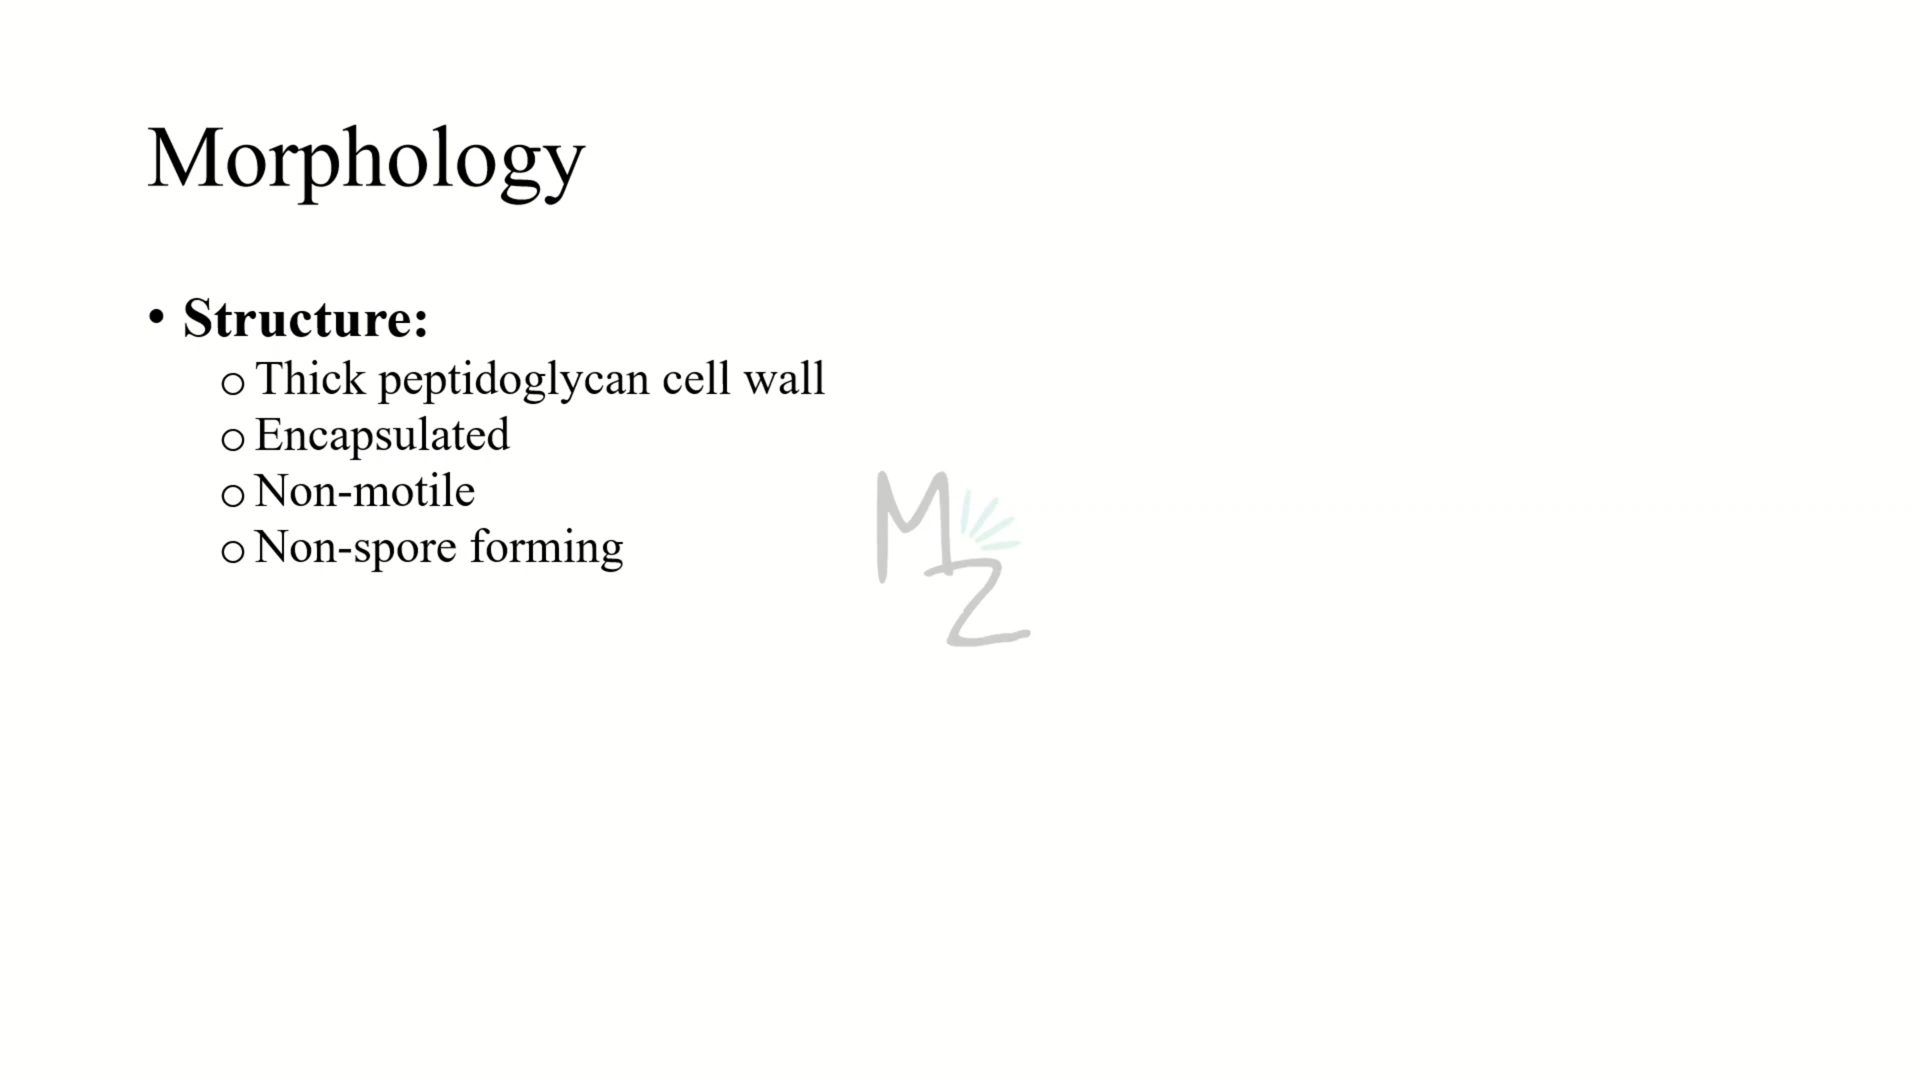 Morphology
• Structure:
o Thick peptidoglycan cell wall
o Encapsulated
o Non-motile
o Non-spore forming
M
Z